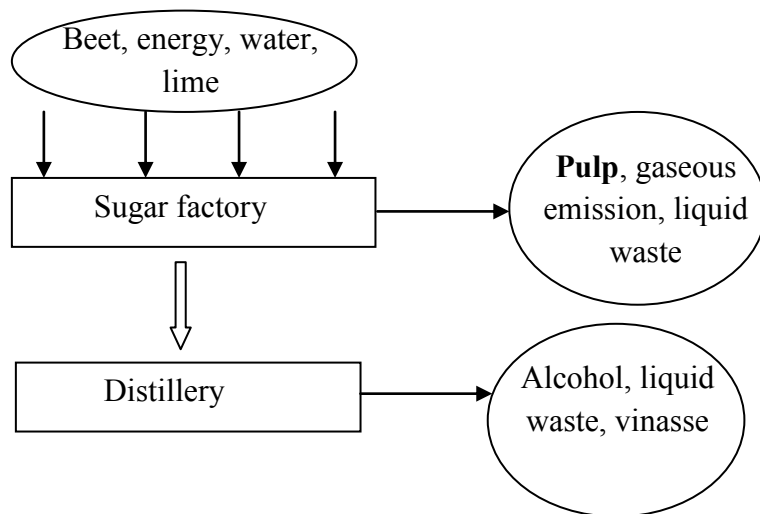 Beet, energy, water,
lime
Sugar factory
Pulp, gaseous
emission, liquid
waste
Distillery
Alcohol, liquid
waste, vinasse